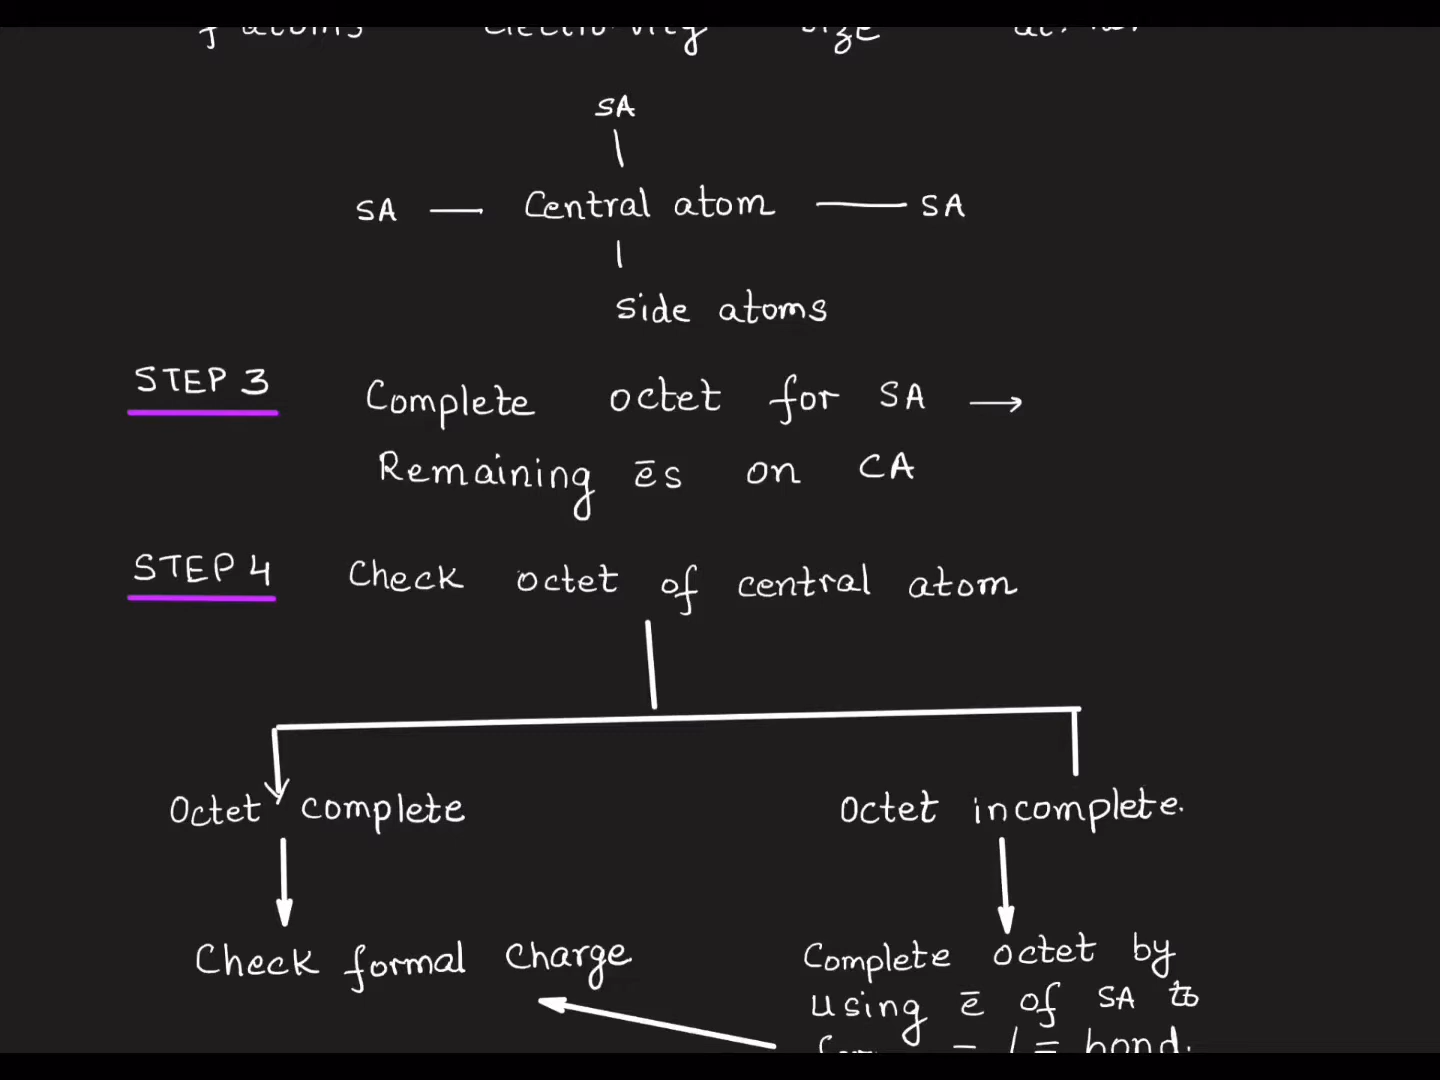 SA
SA — Central atom — SA
side atoms
STEP 3 Complete octet for SA →
Remaining ēs on CA
STEP 4 Check octet of central atom
Octet complete Octet incomplete.
Check formal charge Complete octet by
using ē of SA to
bond.